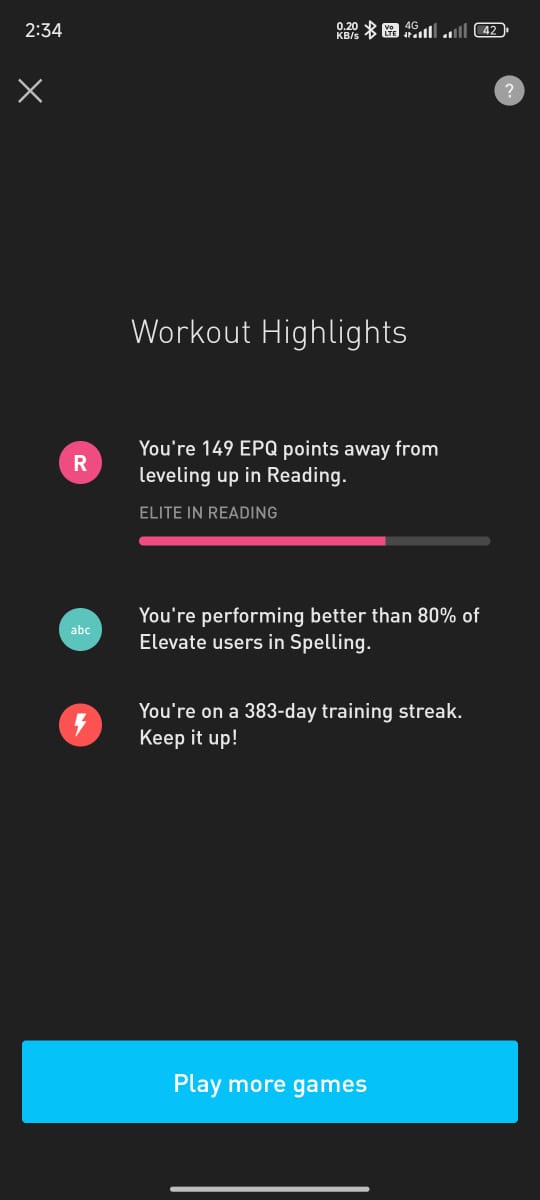 2:34
0.20
KB/s
Vo
LTE
4G
42
?
Workout Highlights
R
You're 149 EPQ points away from
leveling up in Reading.
ELITE IN READING
abc
You're performing better than 80% of
Elevate users in Spelling.
You're on a 383-day training streak.
Keep it up!
Play more games